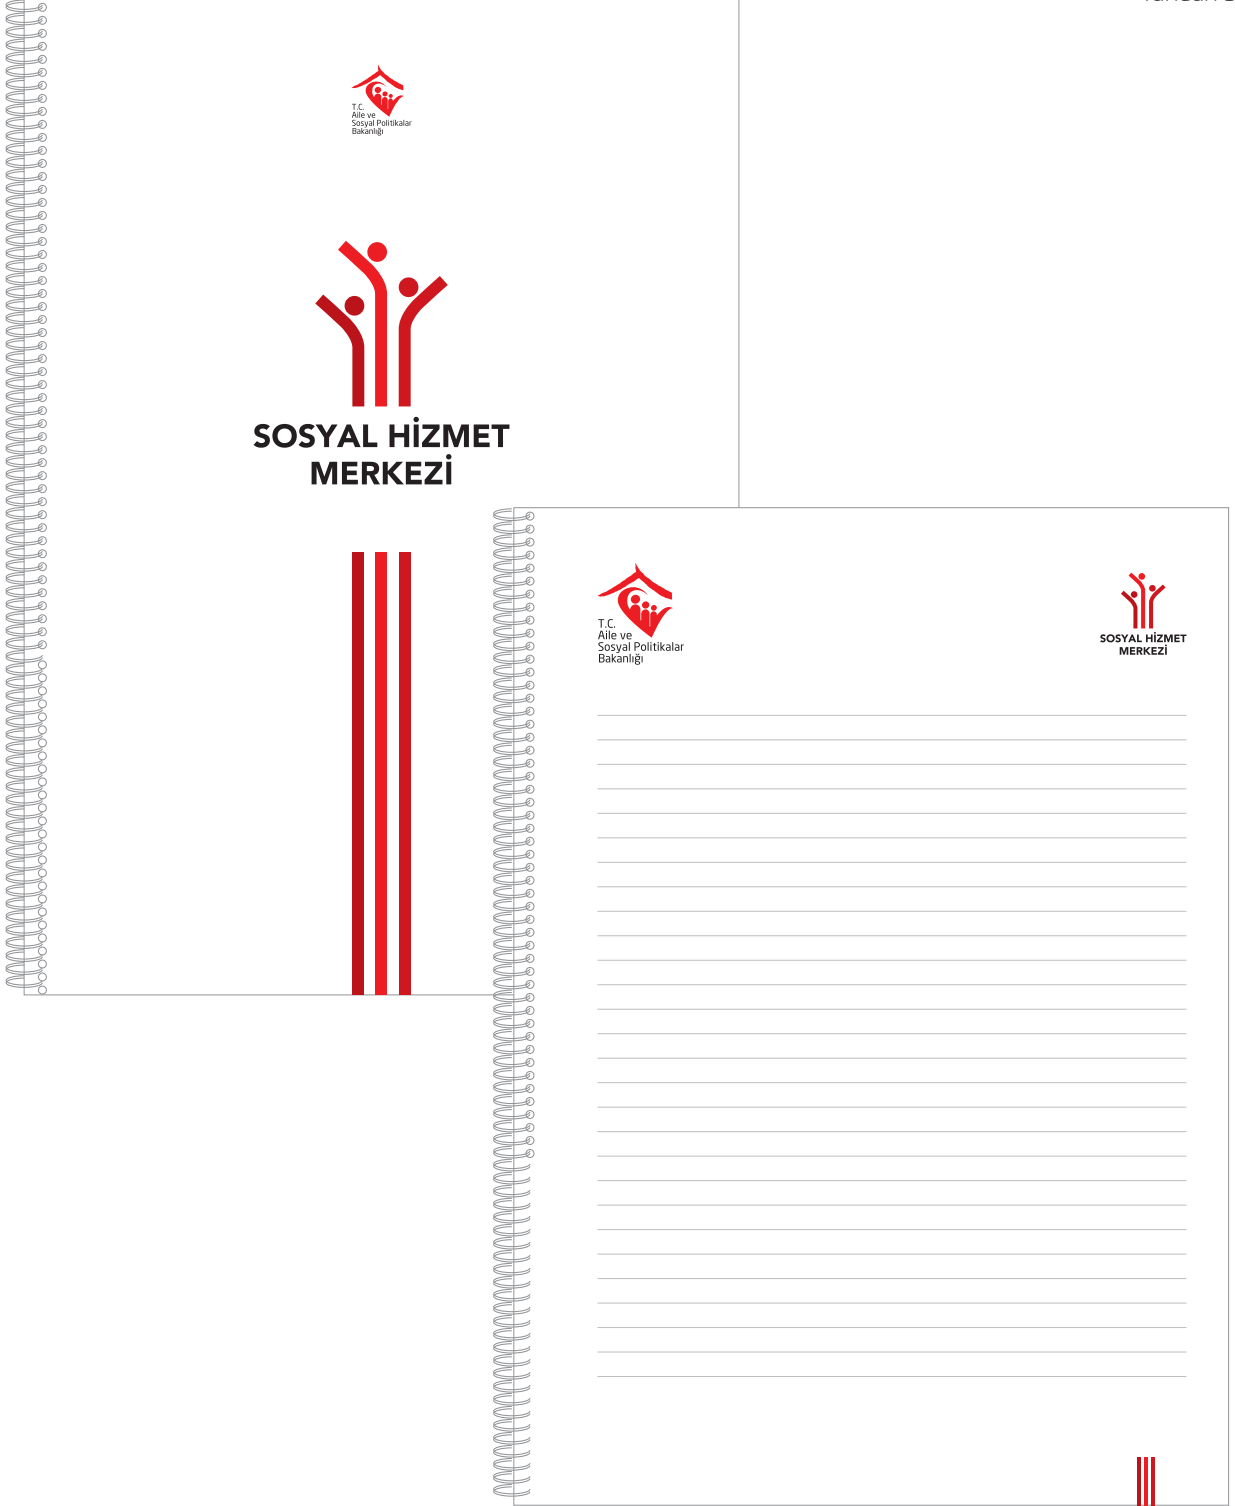 T.C.
Aile ve
Sosyal Politikalar
Bakanlığı
SOSYAL HİZMET
MERKEZİ
T.C.
Aile ve
Sosyal Politikalar
Bakanlığı
SOSYAL HİZMET
MERKEZİ